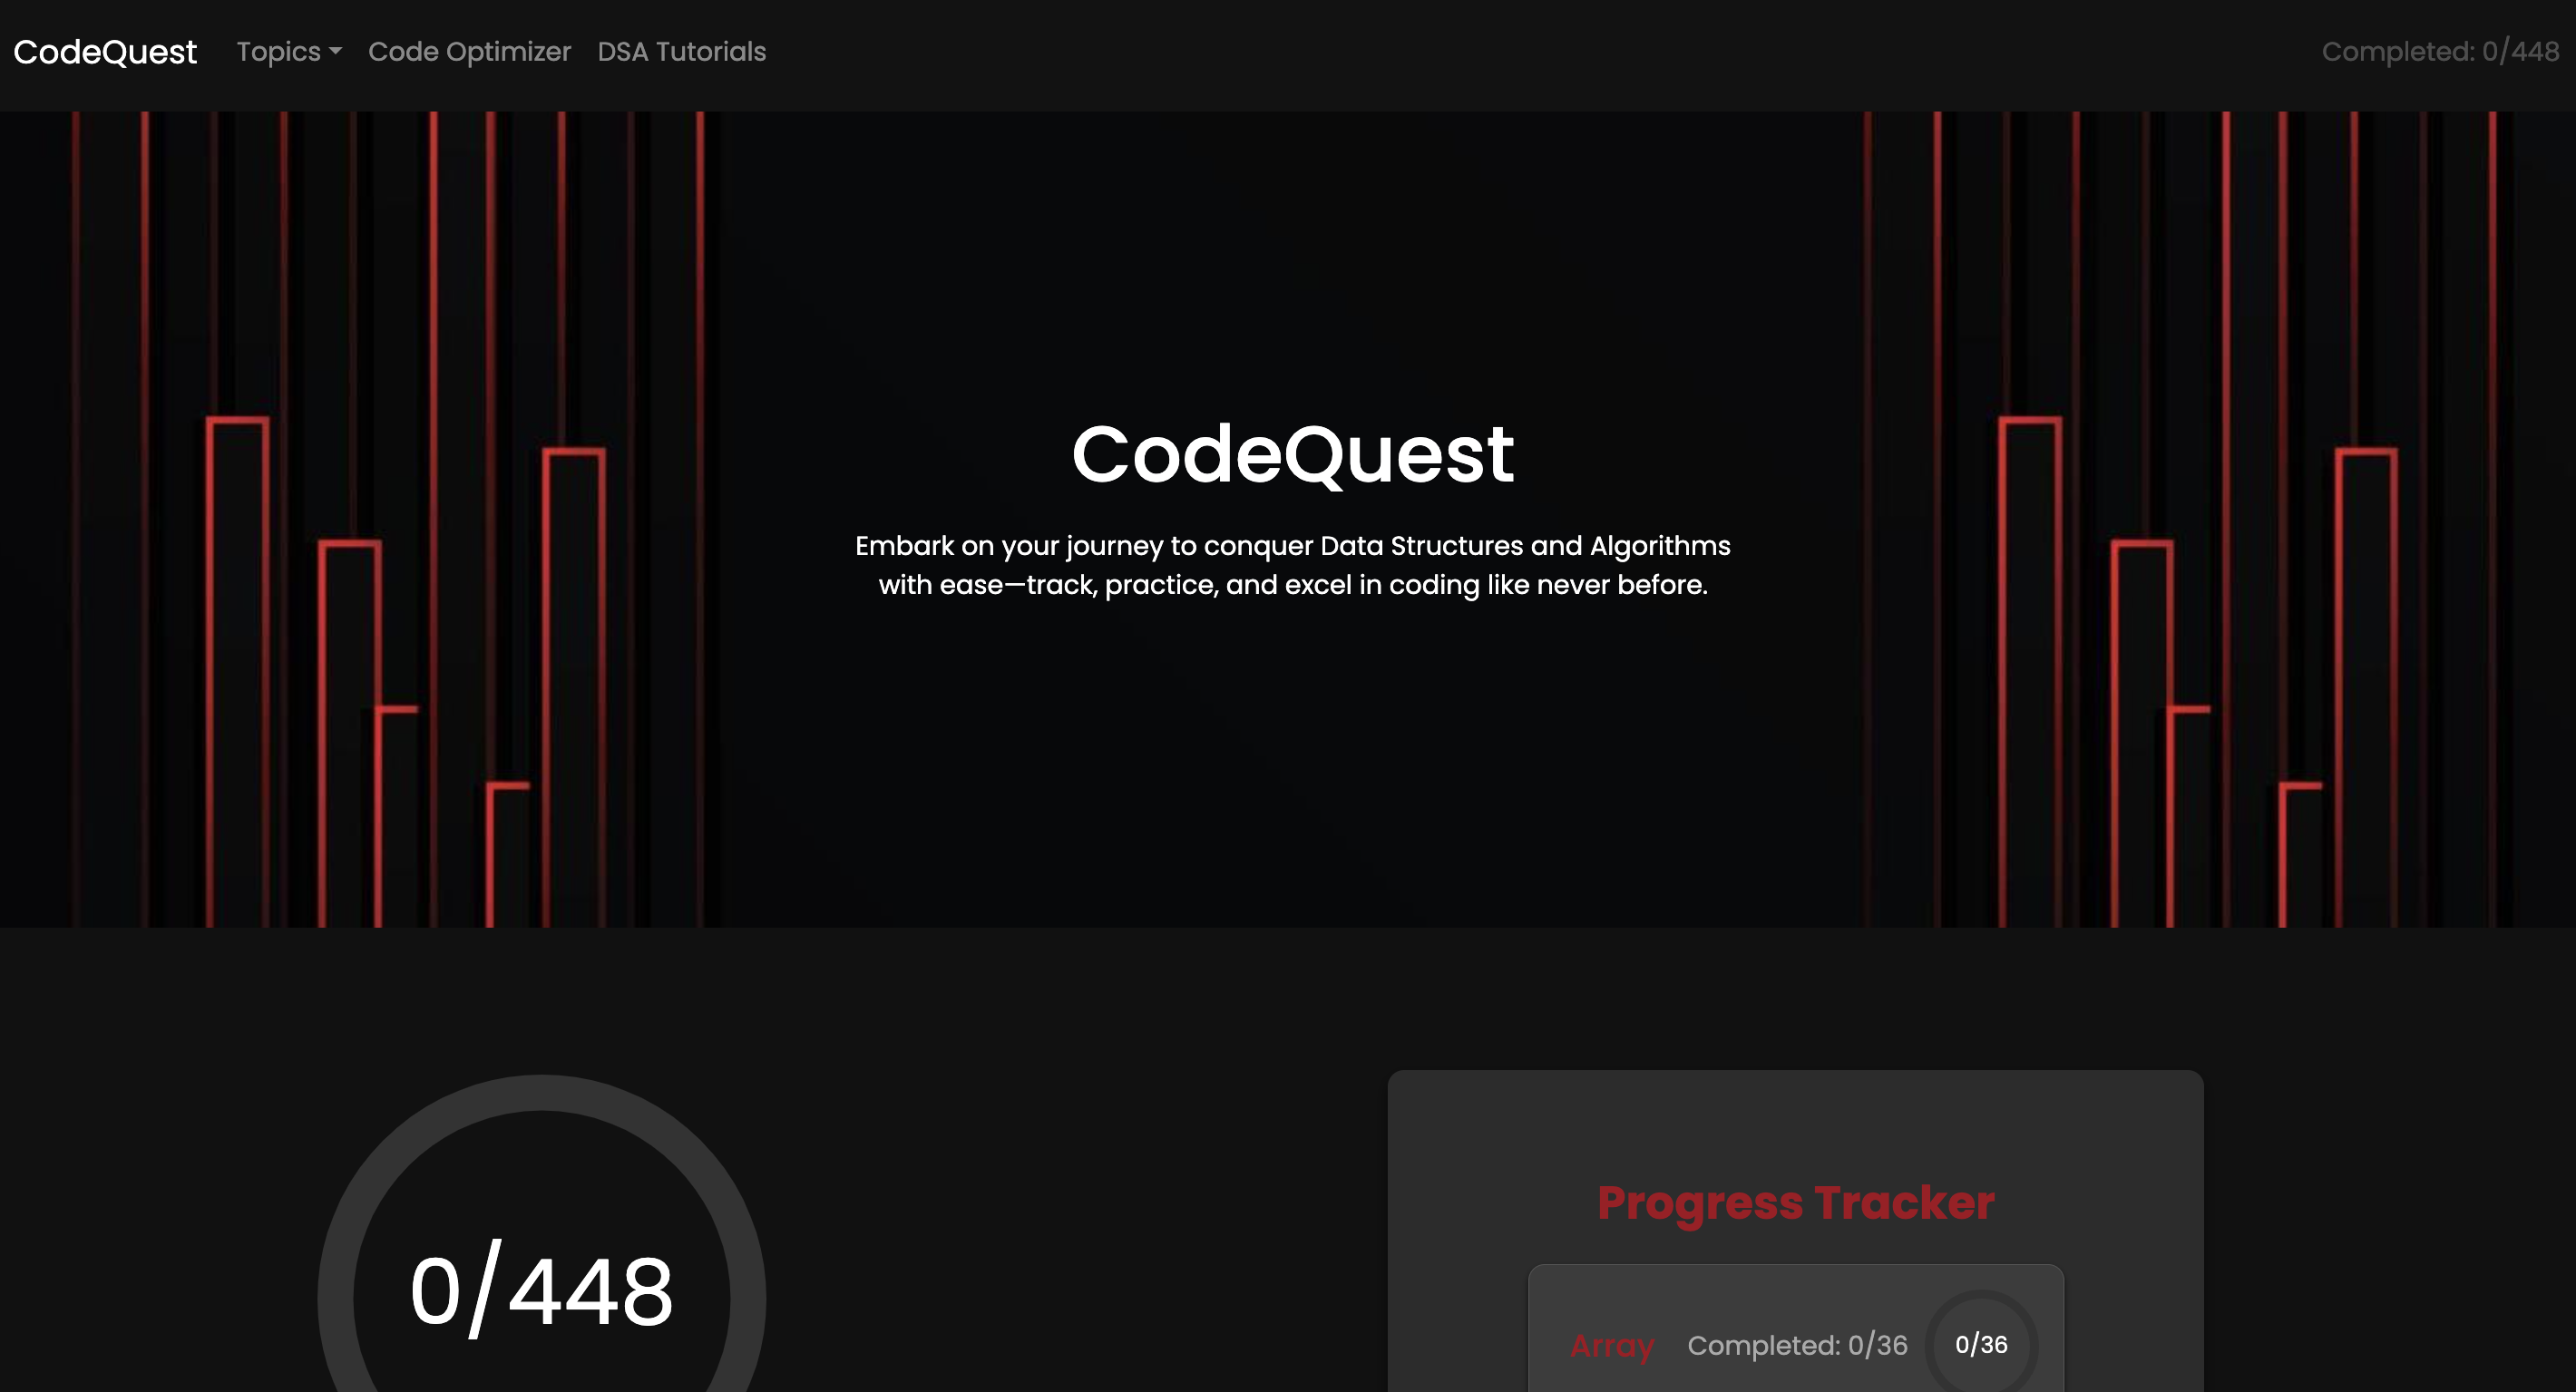 CodeQuest Topics Code Optimizer DSA Tutorials Completed: 0/448
CodeQuest
Embark on your journey to conquer Data Structures and Algorithms
with ease—track, practice, and excel in coding like never before.
0/448
Progress Tracker
Array Completed: 0/36 0/36